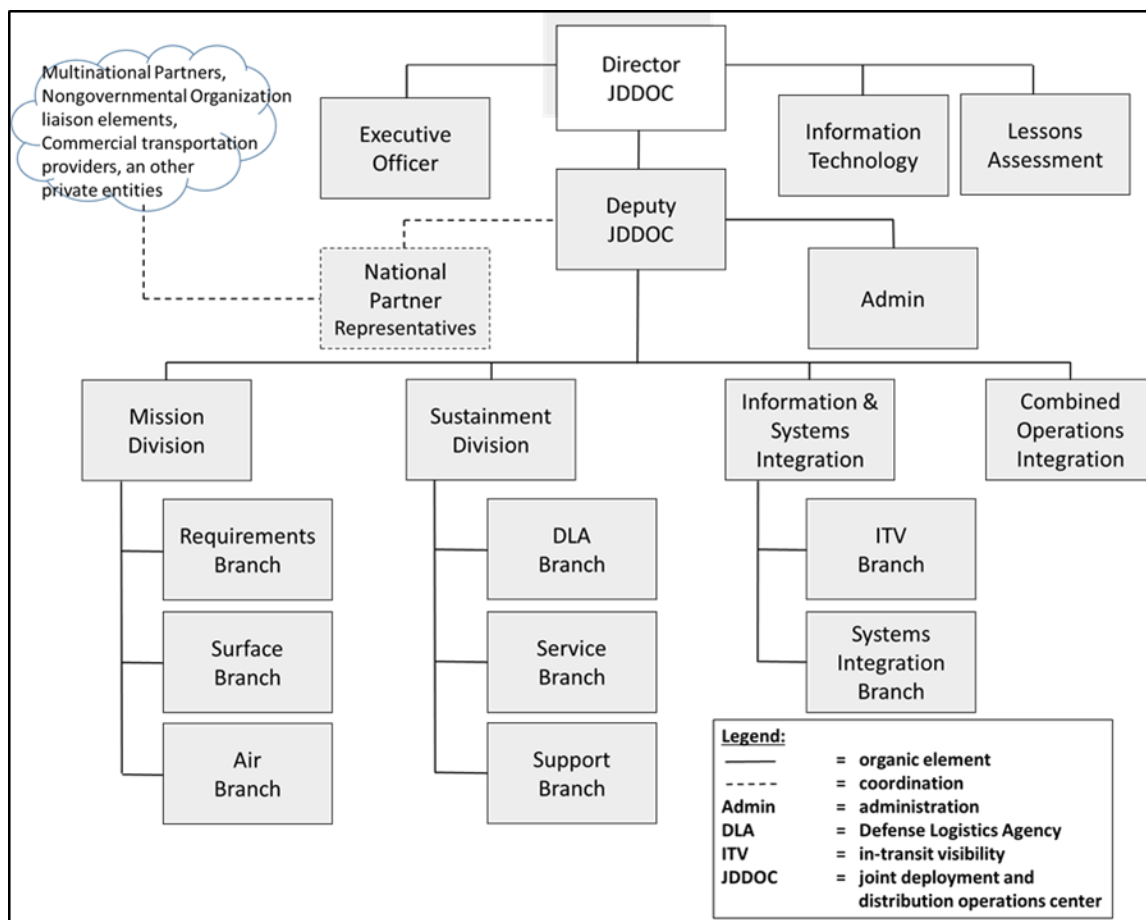 Multinational Partners,
Nongovernmental Organization
liaison elements,
Commercial transportation
providers, an other
private entities
Director
JDDOC
Executive
Officer
Information
Technology
Lessons
Assessment
Deputy
JDDOC
National
Partner
Representatives
Admin
Mission
Division
Sustainment
Division
Information &
Systems
Integration
Combined
Operations
Integration
Requirements
Branch
DLA
Branch
ITV
Branch
Surface
Branch
Service
Branch
Systems
Integration
Branch
Air
Branch
Support
Branch
Legend:
= organic element
= coordination
Admin = administration
DLA = Defense Logistics Agency
ITV = in-transit visibility
JDDOC = joint deployment and
distribution operations center